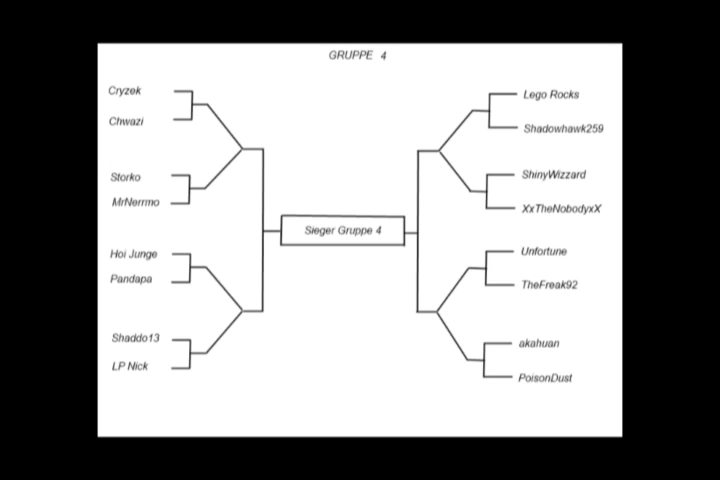 GRUPPE 4
Cryzek
Chwazi
Storko
MrNerrmo
Hoi Junge
Pandapa
Shaddo13
LP Nick
Sieger Gruppe 4
Lego Rocks
Shadowhawk259
ShinyWizzard
XxTheNobodyxX
Unfortune
TheFreak92
akahuan
PoisonDust